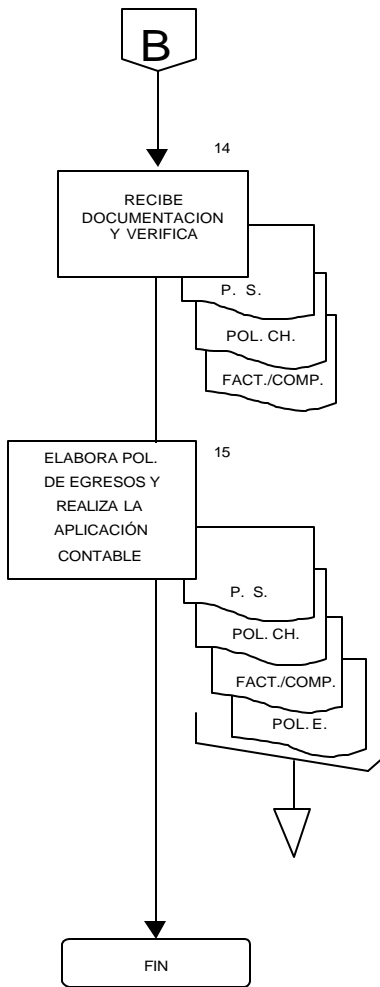 B
14
RECIBE
DOCUMENTACION
Y VERIFICA
P. S.
POL. CH.
FACT./COMP.
15
ELABORA POL.
DE EGRESOS Y
REALIZA LA
APLICACIÓN
CONTABLE
P. S.
POL. CH.
FACT./COMP.
POL. E.
FIN